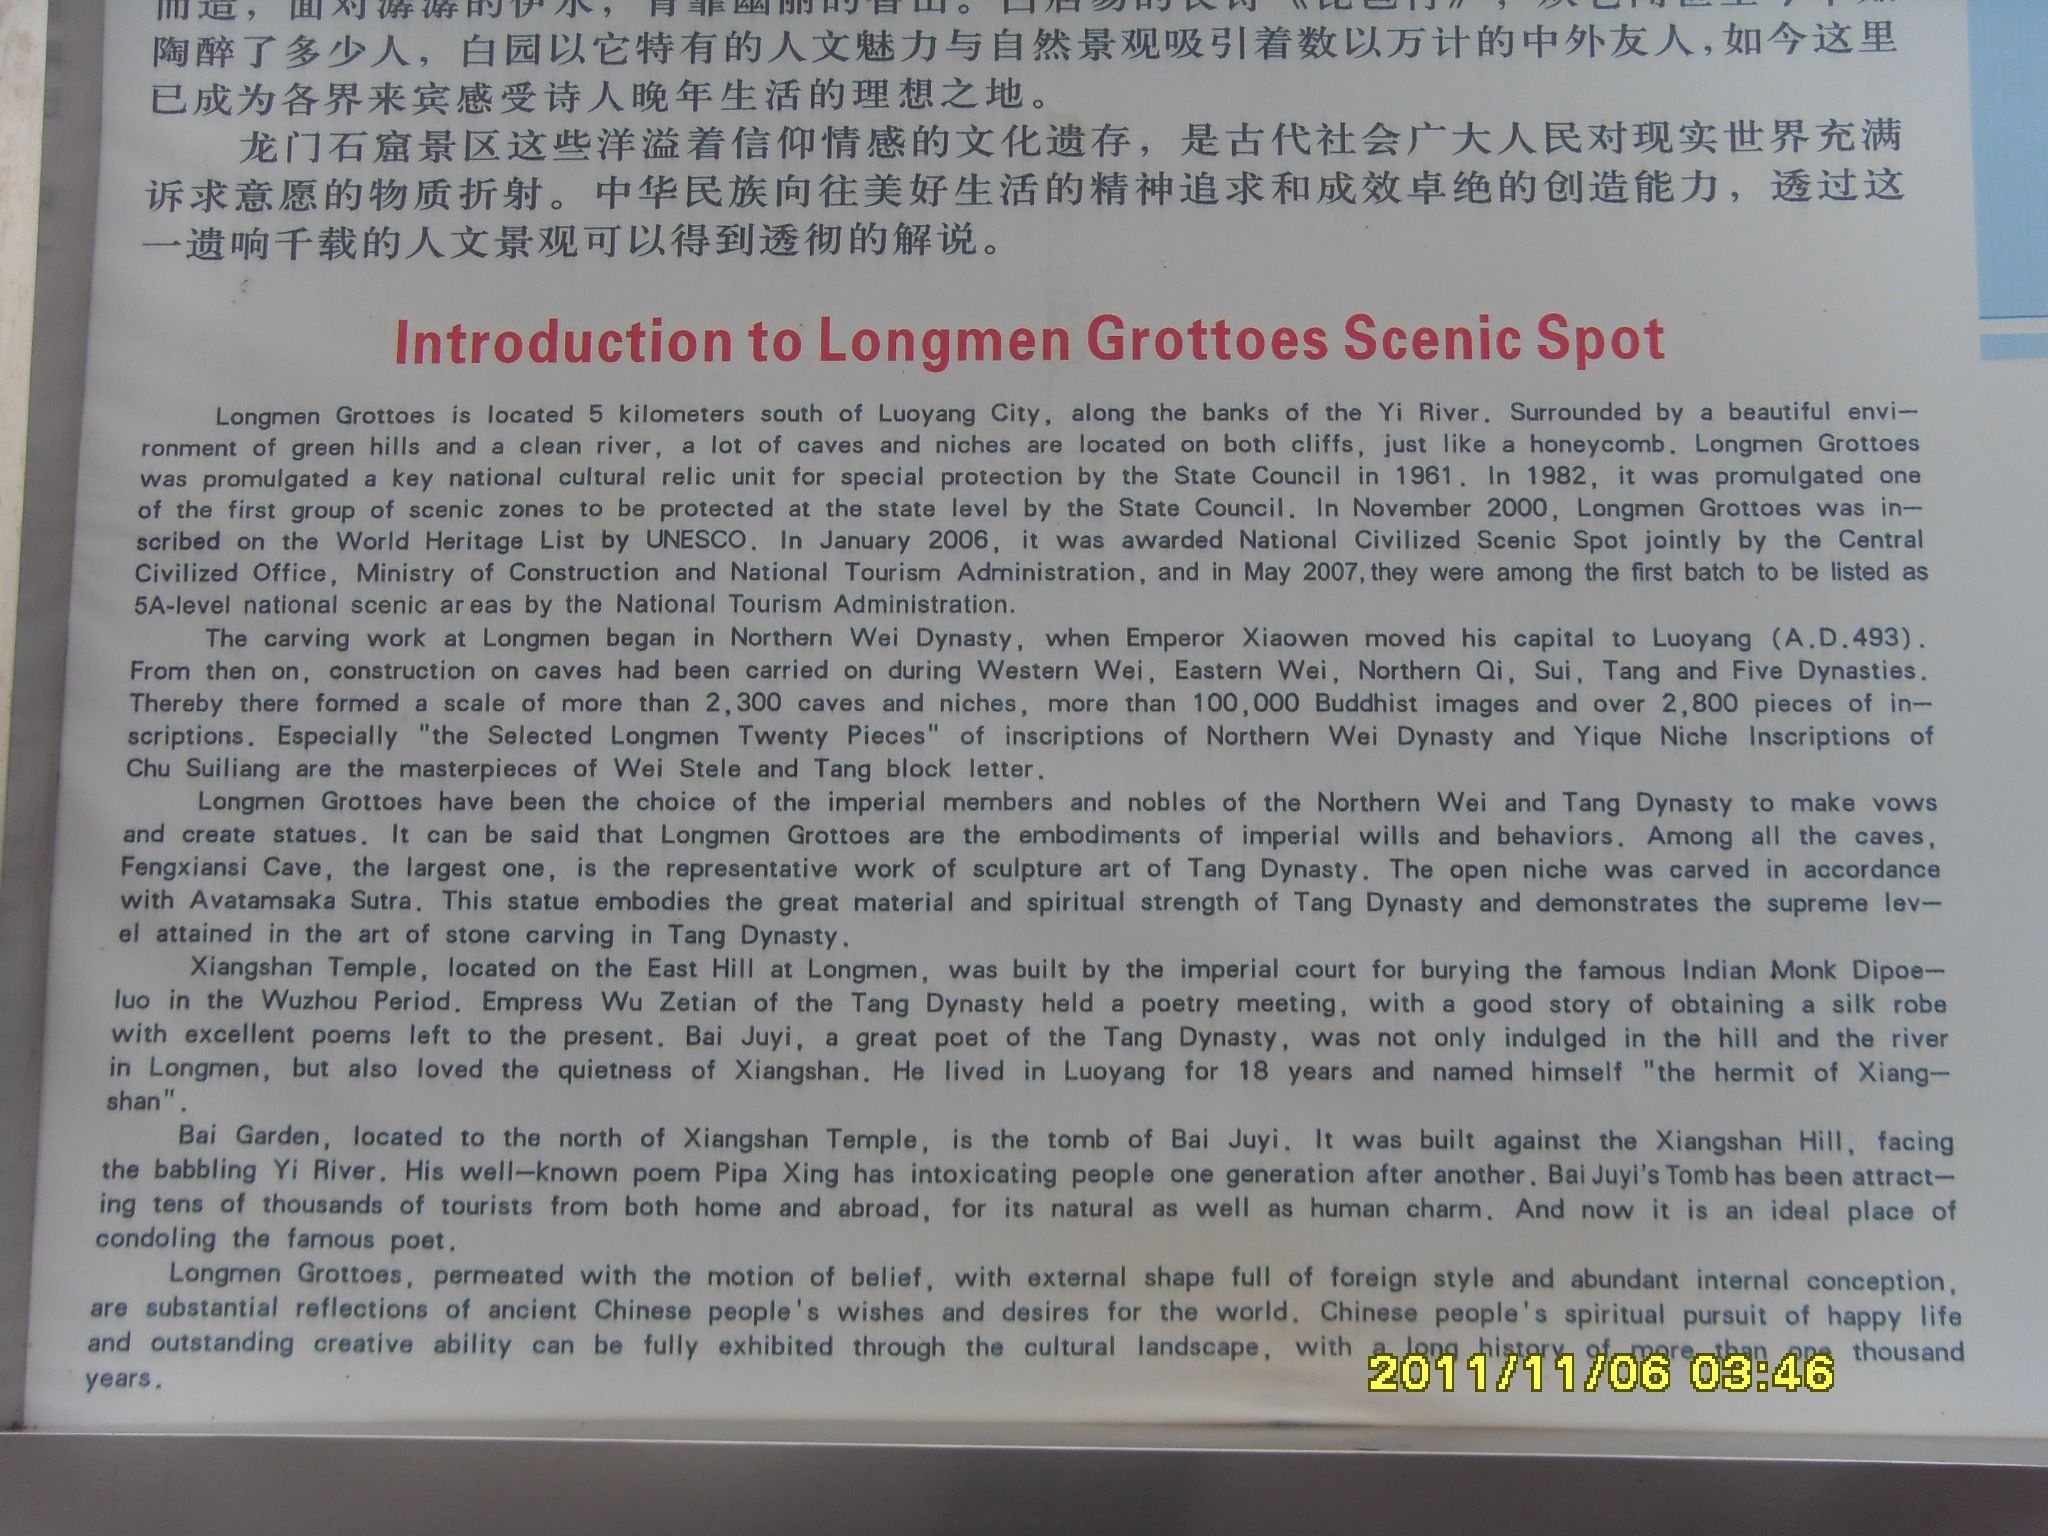 陶醉了多少人，白园以它特有的人文魅力与自然景观吸引着数以万计的中外友人,如今这里
已成为各界来宾感受诗人晚年生活的理想之地。
龙门石窟景区这些洋溢着信仰情感的文化遗存，是古代社会广大人民对现实世界充满
诉求意愿的物质折射。中华民族向往美好生活的精神追求和成效卓绝的创造能力，透过这
一遗响千载的人文景观可以得到透彻的解说。
Introduction to Longmen Grottoes Scenic Spot
Longmen Grottoes is located 5 kilometers south of Luoyang City, along the banks of the Yi River. Surrounded by a beautiful envi—
ronment of green hills and a clean river, a lot of caves and niches are located on both cliffs, just like a honeycomb. Longmen Grottoes
was promulgated a key national cultural relic unit for special protection by the State Council in 1961. In 1982, it was promulgated one
of the first group of scenic zones to be protected at the state level by the State Council. In November 2000, Longmen Grottoes was in—
scribed on the World Heritage List by UNESCO. In January 2006, it was awarded National Civilized Scenic Spot jointly by the Central
Civilized Office, Ministry of Construction and National Tourism Administration, and in May 2007,they were among the first batch to be listed as
5A-level national scenic areas by the National Tourism Administration.
The carving work at Longmen began in Northern Wei Dynasty, when Emperor Xiaowen moved his capital to Luoyang (A.D.493).
From then on, construction on caves had been carried on during Western Wei, Eastern Wei, Northern Qi, Sui, Tang and Five Dynasties.
Thereby there formed a scale of more than 2,300 caves and niches, more than 100,000 Buddhist images and over 2,800 pieces of in—
scriptions. Especially "the Selected Longmen Twenty Pieces" of inscriptions of Northern Wei Dynasty and Yique Niche Inscriptions of
Chu Suiliang are the masterpieces of Wei Stele and Tang block letter.
Longmen Grottoes have been the choice of the imperial members and nobles of the Northern Wei and Tang Dynasty to make vows
and create statues. It can be said that Longmen Grottoes are the embodiments of imperial wills and behaviors. Among all the caves,
Fengxiansi Cave, the largest one, is the representative work of sculpture art of Tang Dynasty. The open niche was carved in accordance
with Avatamsaka Sutra. This statue embodies the great material and spiritual strength of Tang Dynasty and demonstrates the supreme lev—
el attained in the art of stone carving in Tang Dynasty.
Xiangshan Temple, located on the East Hill at Longmen, was built by the imperial court for burying the famous Indian Monk Dipoe—
luo in the Wuzhou Period. Empress Wu Zetian of the Tang Dynasty held a poetry meeting, with a good story of obtaining a silk robe
with excellent poems left to the present. Bai Juyi, a great poet of the Tang Dynasty, was not only indulged in the hill and the river
in Longmen, but also loved the quietness of Xiangshan. He lived in Luoyang for 18 years and named himself "the hermit of Xiang—
shan".
Bai Garden, located to the north of Xiangshan Temple, is the tomb of Bai Juyi. It was built against the Xiangshan Hill, facing
the babbling Yi River. His well—known poem Pipa Xing has intoxicating people one generation after another. Bai Juyi's Tomb has been attract—
ing tens of thousands of tourists from both home and abroad, for its natural as well as human charm. And now it is an ideal place of
condoling the famous poet.
Longmen Grottoes, permeated with the motion of belief, with external shape full of foreign style and abundant internal conception,
are substantial reflections of ancient Chinese people's wishes and desires for the world. Chinese people's spiritual pursuit of happy life
and outstanding creative ability can be fully exhibited through the cultural landscape, with a long history of more than one thousand
years.
2011/11/06 03:46